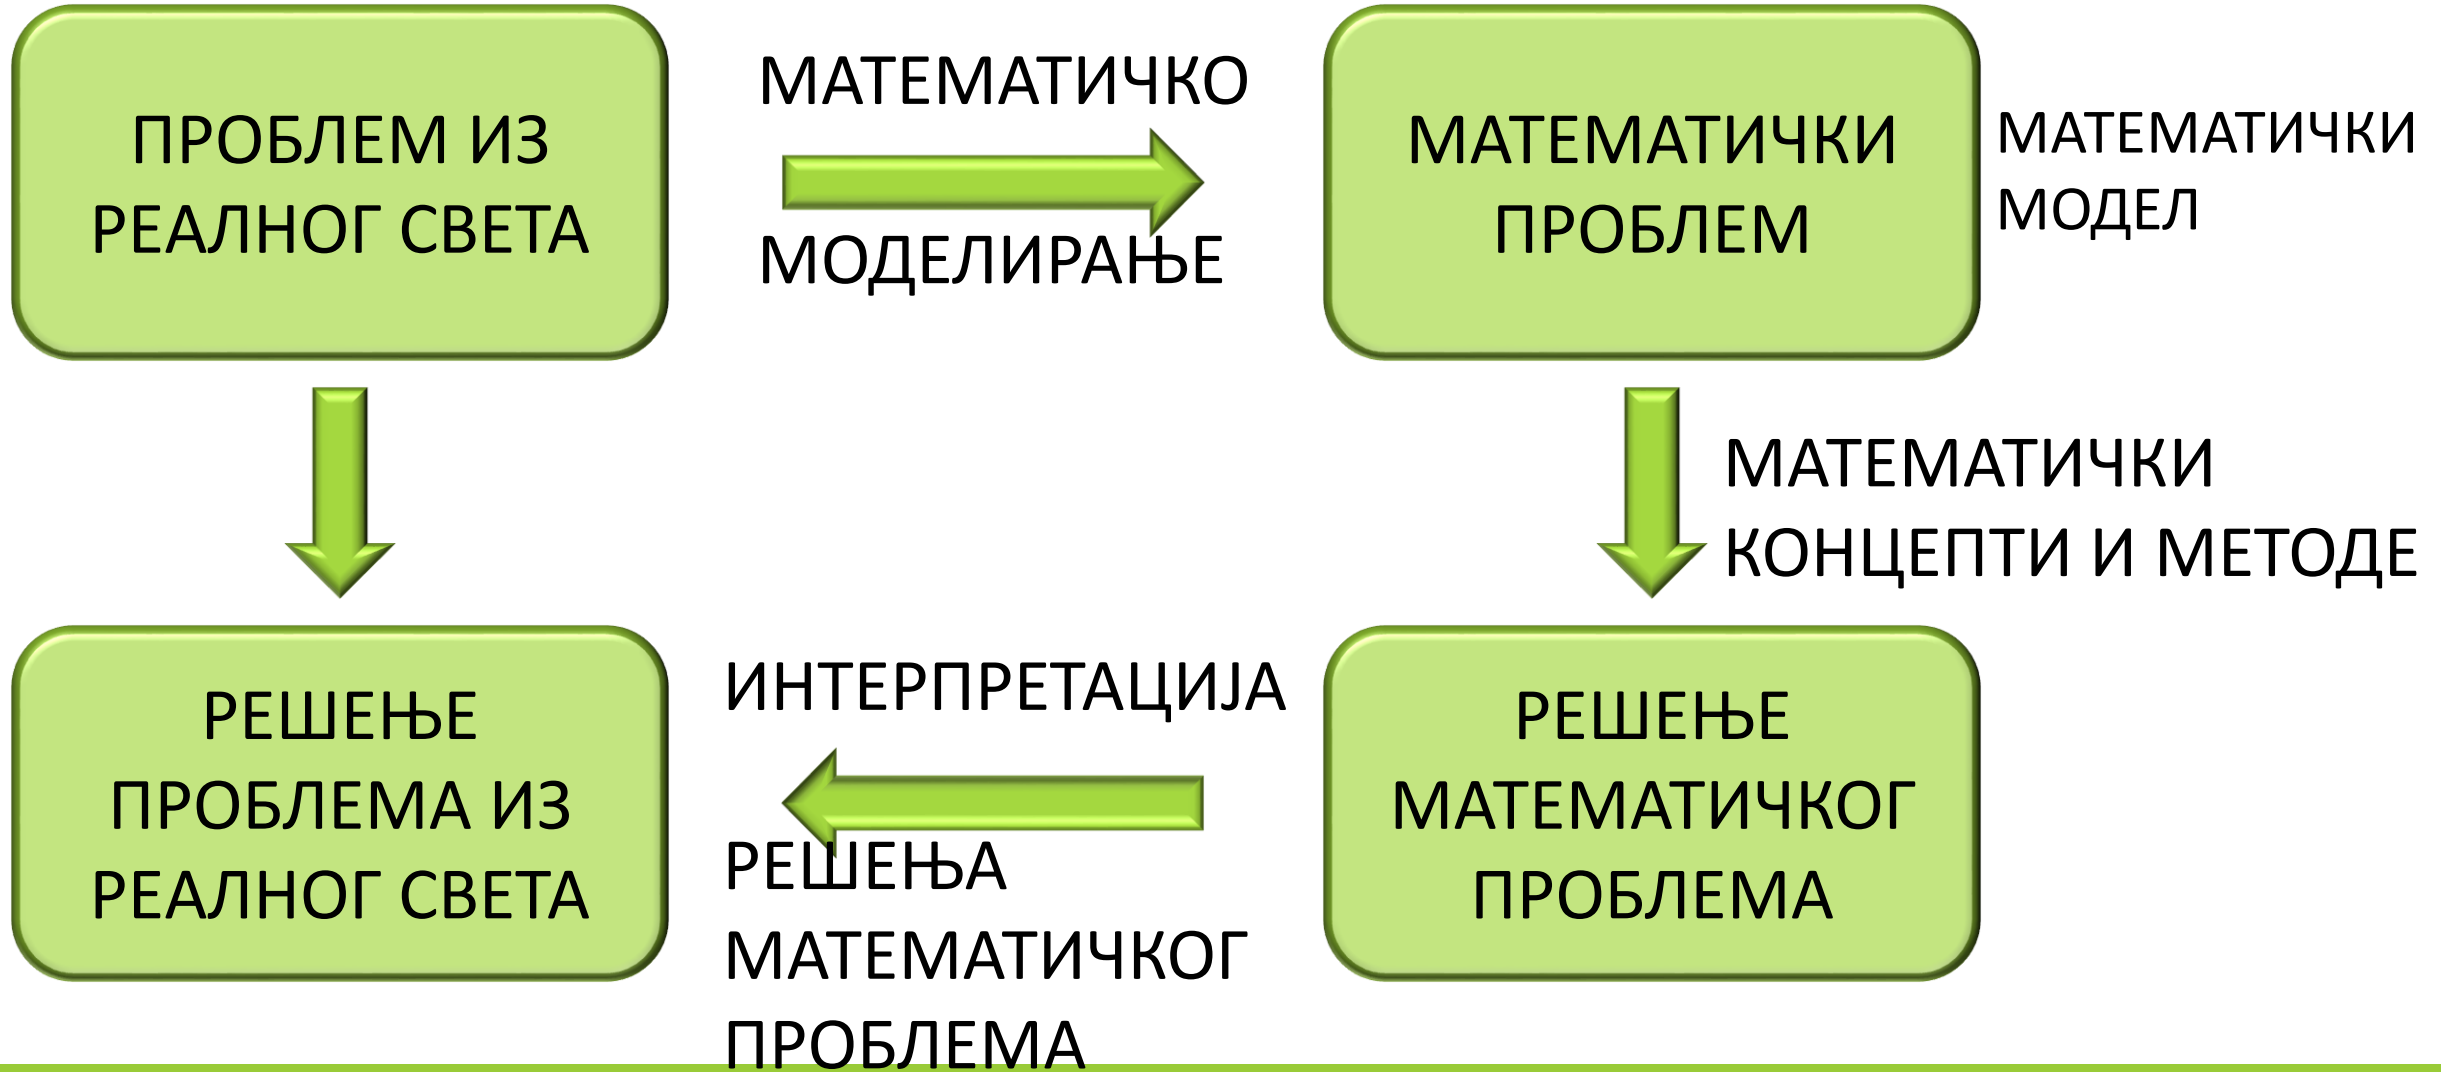 ПРОБЛЕМ ИЗ
РЕАЛНОГ СВЕТА
МАТЕМАТИЧКО
МОДЕЛИРАЊЕ
МАТЕМАТИЧКИ
ПРОБЛЕМ
МАТЕМАТИЧКИ
МОДЕЛ
МАТЕМАТИЧКИ
КОНЦЕПТИ И МЕТОДЕ
РЕШЕЊЕ
ПРОБЛЕМА ИЗ
РЕАЛНОГ СВЕТА
ИНТЕРПРЕТАЦИЈА
РЕШЕЊА
МАТЕМАТИЧКОГ
ПРОБЛЕМА
РЕШЕЊЕ
МАТЕМАТИЧКОГ
ПРОБЛЕМА